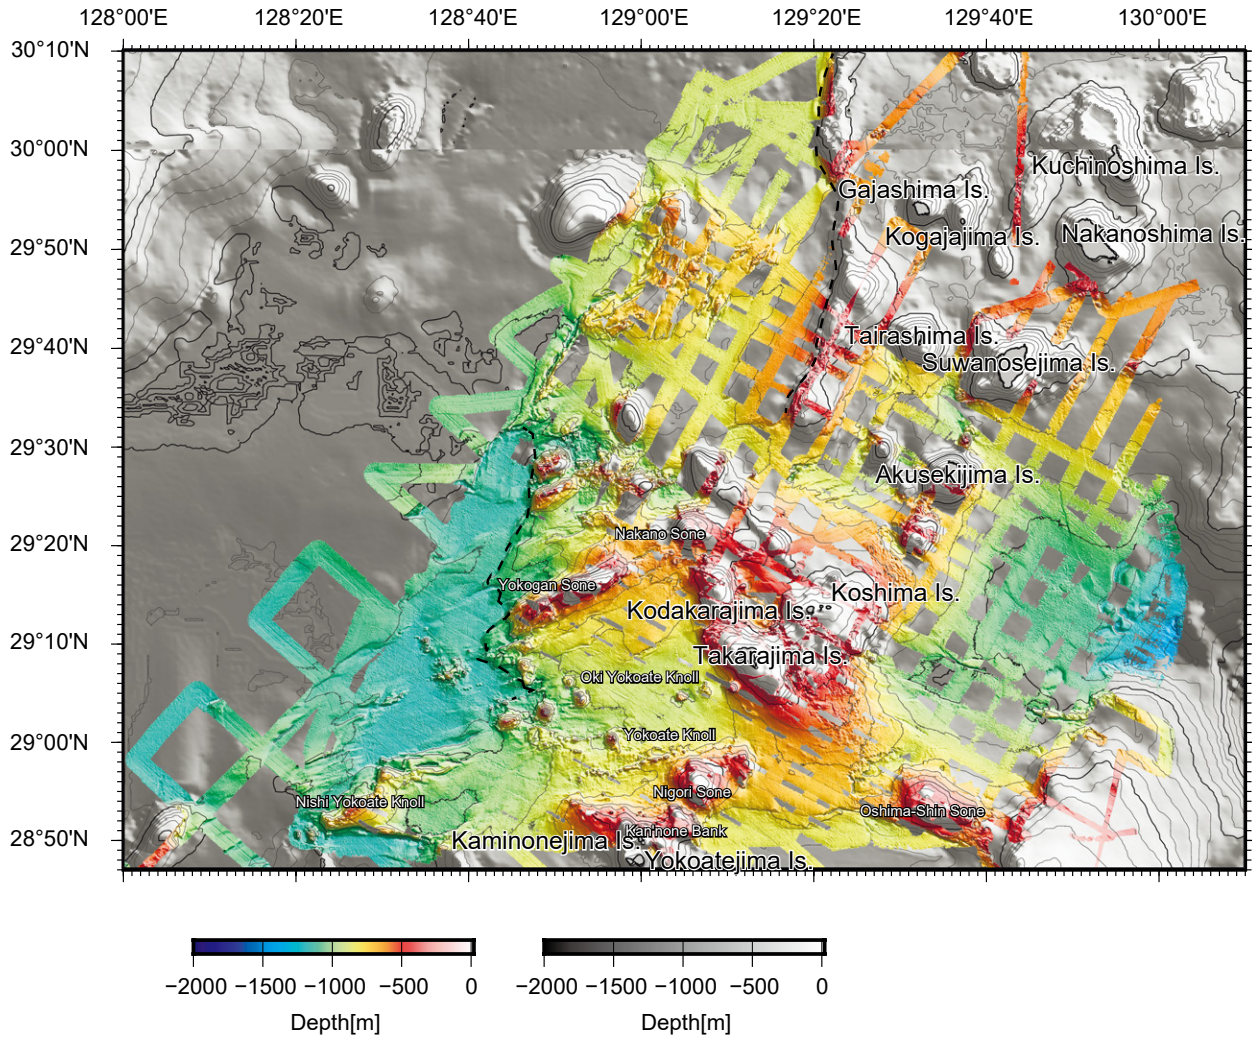 128°00'E 128°20'E 128°40'E 129°00'E 129°20'E 129°40'E 130°00'E
30°10'N
30°00'N
Kuchinoshima Is.
Gajashima Is.
29°50'N
Kogajajima Is.
Nakanoshima Is.
29°40'N
Tairashima Is.
Suwanosejima Is.
29°30'N
Akusekijima Is.
29°20'N
Nakano Sone
Yokogan Sone
Koshima Is.
Kodakarajima Is.
29°10'N
Takarajima Is.
Oki Yokoate Knoll
29°00'N
Yokoate Knoll
Nigori Sone
Nishi Yokoate Knoll
Oshima-Shin Sone
28°50'N
Kan'none Bank
Kaminonejima Is.
Yokoatejima Is.
−2000 −1500 −1000 −500 0
Depth[m]
−2000 −1500 −1000 −500 0
Depth[m]